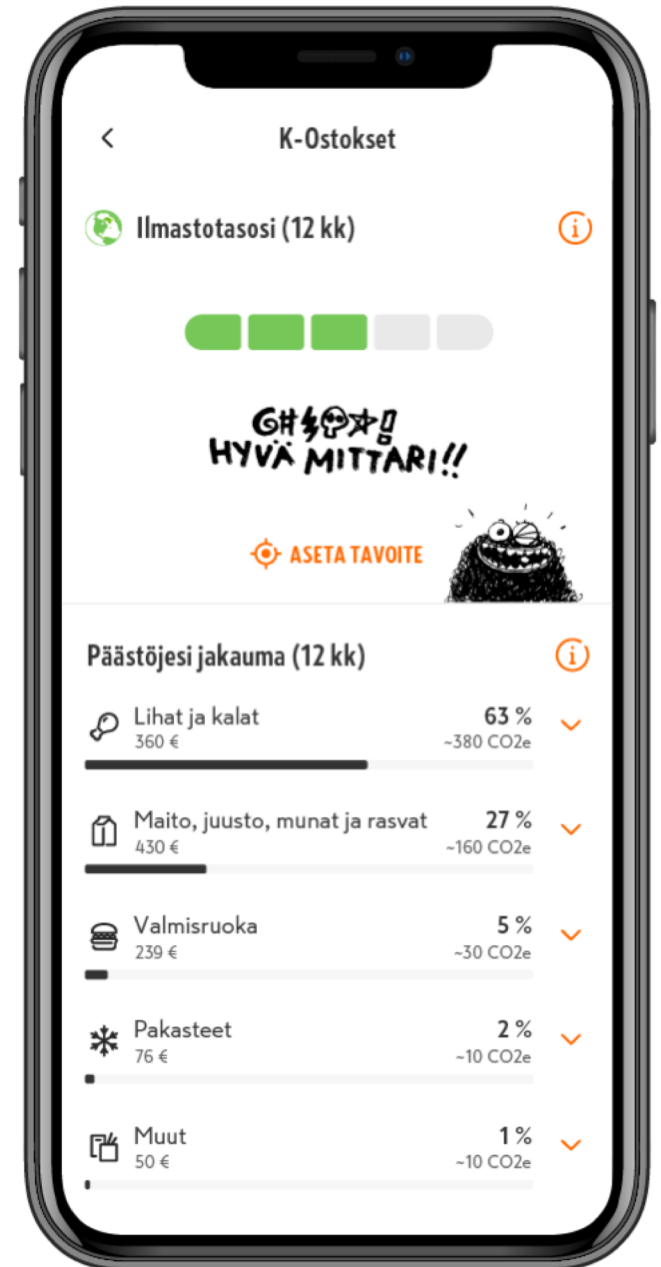 K-Ostokset
Ilmastotasosi (12 kk)
G#$@*!
HYVÄ MITTARI!!
ASETA TAVOITE
Päästöjesi jakauma (12 kk)
Lihat ja kalat 63 %
360 € ~380 CO2e
Maito, juusto, munat ja rasvat 27 %
430 € ~160 CO2e
Valmisruoka 5 %
239 € ~30 CO2e
Pakasteet 2 %
76 € ~10 CO2e
Muut 1 %
50 € ~10 CO2e